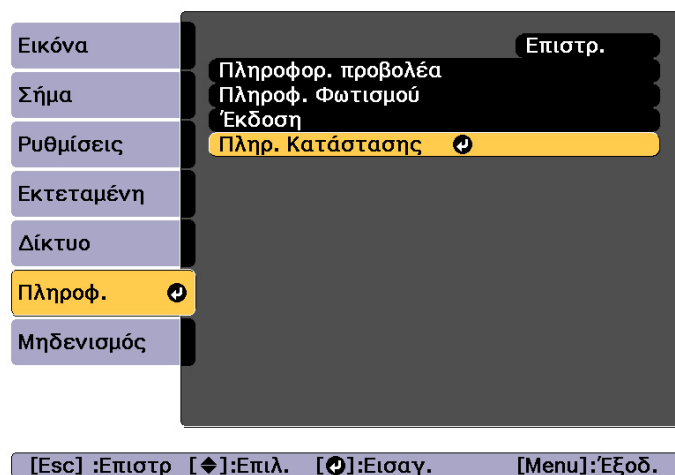 Εικόνα
Σήμα
Ρυθμίσεις
Εκτεταμένη
Δίκτυο
Πληροφ.
Μηδενισμός
Επιστρ.
Πληροφορ. προβολέα
Πληροφ. Φωτισμού
Έκδοση
Πληρ. Κατάστασης
[Esc] :Επιστρ [◆]:Επιλ. [↵]:Εισαγ. [Menu]:Έξοδ.